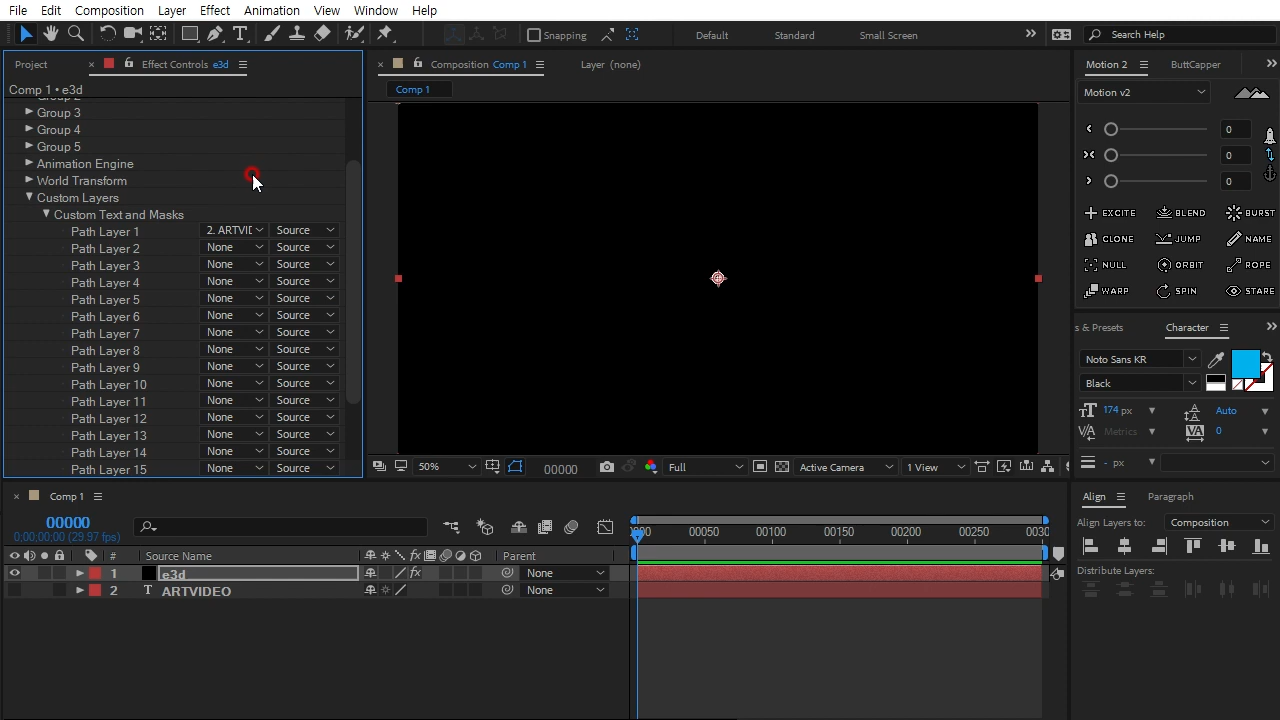 File Edit Composition Layer Effect Animation View Window Help
Snapping Default Standard Small Screen Search Help
Project × Effect Controls e3d
Comp 1 • e3d
Group 3
Group 4
Group 5
Animation Engine
World Transform
Custom Layers
Custom Text and Masks
Path Layer 1 Source
Path Layer 2 None Source
Path Layer 3 None Source
Path Layer 4 None Source
Path Layer 5 None Source
Path Layer 6 None Source
Path Layer 7 None Source
Path Layer 8 None Source
Path Layer 9 None Source
Path Layer 10 None Source
Path Layer 11 None Source
Path Layer 12 None Source
Path Layer 13 None Source
Path Layer 14 None Source
Path Layer 15 None Source
× Composition Comp 1 Layer (none)
Comp 1
50% 00000 Full Active Camera 1 View
Motion 2 ButtCapper
Motion v2
0
0
0
EXCITE BLEND BURST
CLONE JUMP NAME
NULL ORBIT ROPE
WARP SPIN STARE
s & Presets Character
Noto Sans KR
Black
174 px Auto
Metrics 0
- px
Align Paragraph
Align Layers to: Composition
Distribute Layers:
× Comp 1
00000
0;00;00;00 (29.97 fps)
00050 00100 00150 00200 00250
# Source Name Parent
1 e3d None
2 T ARTVIDEO None